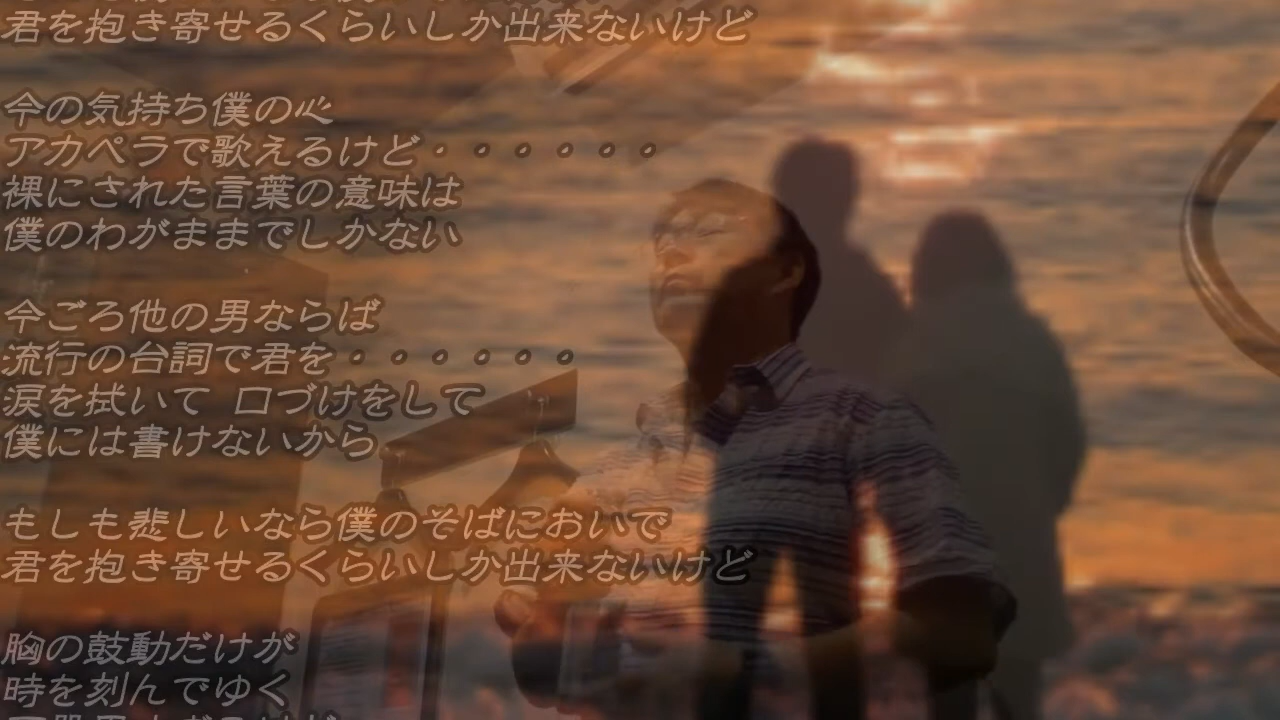 君を抱き寄せるくらいしか出来ないけど
今の気持ち僕の心
アカペラで歌えるけど・・・・・・
裸にされた言葉の意味は
僕のわがままでしかない
今ごろ他の男ならば
流行の台詞で君を・・・・・・
涙を拭いて 口づけをして
僕には書けないから
もしも悲しいなら僕のそばにおいで
君を抱き寄せるくらいしか出来ないけど
胸の鼓動だけが
時を刻んでゆく